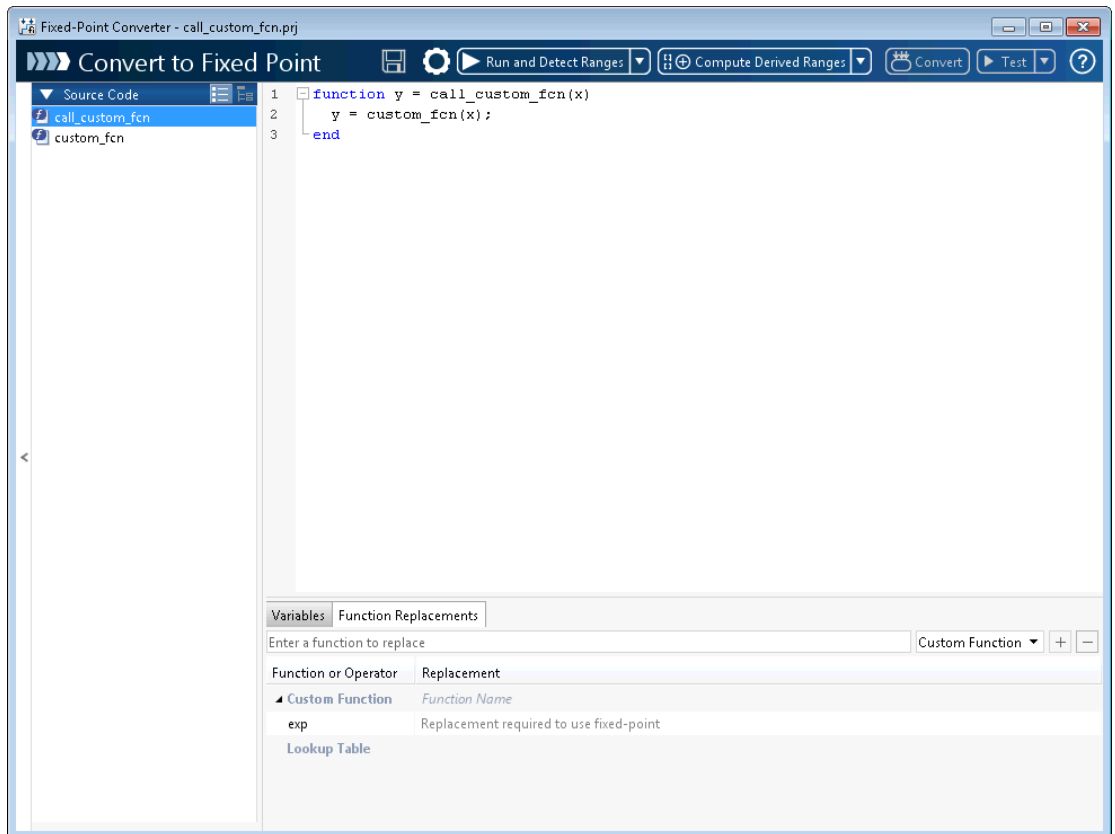 Fixed-Point Converter - call_custom_fcn.prj
Convert to Fixed Point Run and Detect Ranges Compute Derived Ranges Convert Test ?
Source Code
call_custom_fcn
custom_fcn
1 function y = call_custom_fcn(x)
2 y = custom_fcn(x);
3 end
<
Variables Function Replacements
Enter a function to replace Custom Function + −
Function or Operator Replacement
Custom Function Function Name
exp Replacement required to use fixed-point
Lookup Table